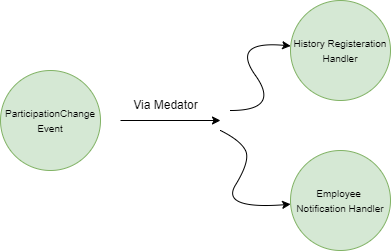 ParticipationChange
Event
Via Medator
History Registeration
Handler
Employee
Notification Handler